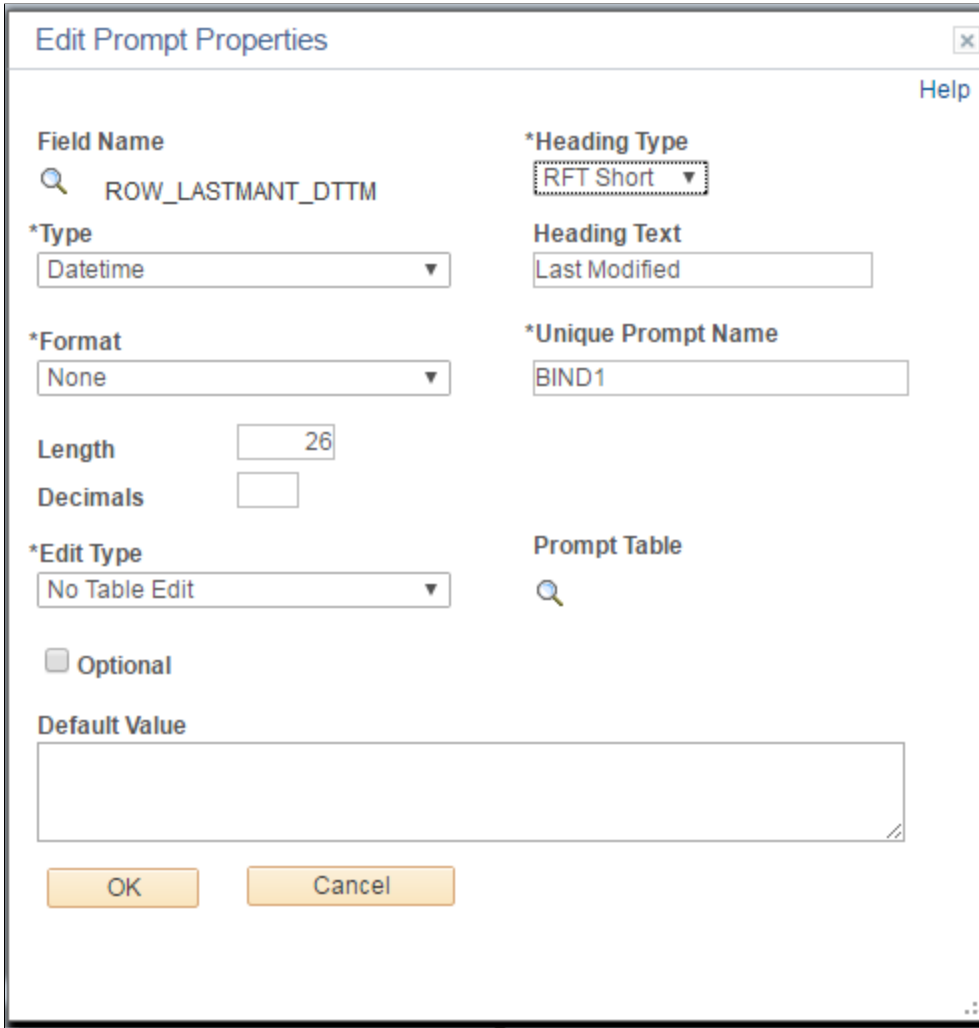 Edit Prompt Properties
Help
Field Name
*Heading Type
ROW_LASTMANT_DTTM
RFT Short
*Type
Heading Text
Datetime
Last Modified
*Format
*Unique Prompt Name
None
BIND1
Length
26
Decimals
*Edit Type
Prompt Table
No Table Edit
Optional
Default Value
OK
Cancel